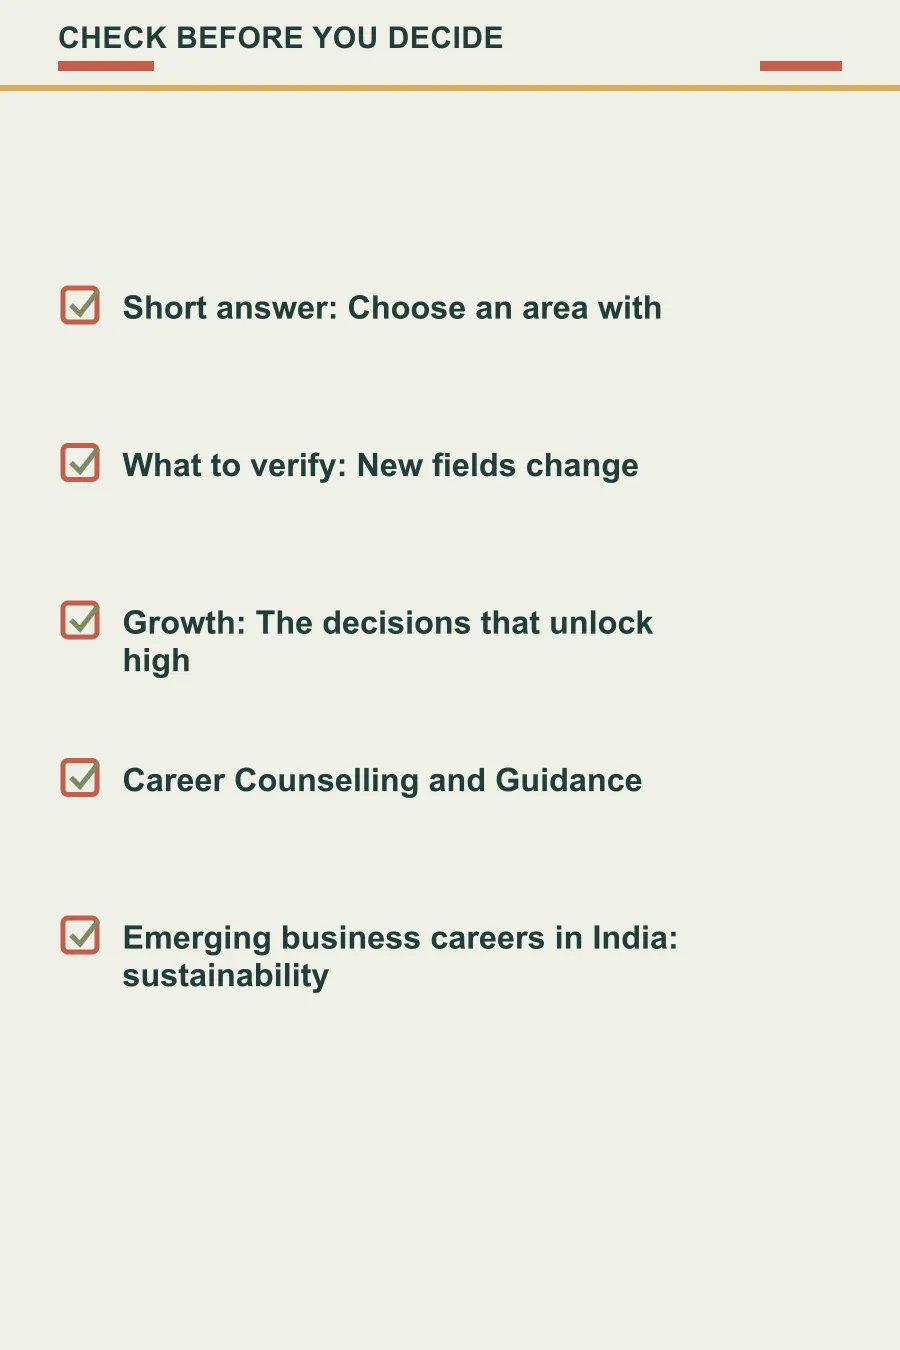 CHECK BEFORE YOU DECIDE
Short answer: Choose an area with
What to verify: New fields change
Growth: The decisions that unlock
high
Career Counselling and Guidance
Emerging business careers in India:
sustainability